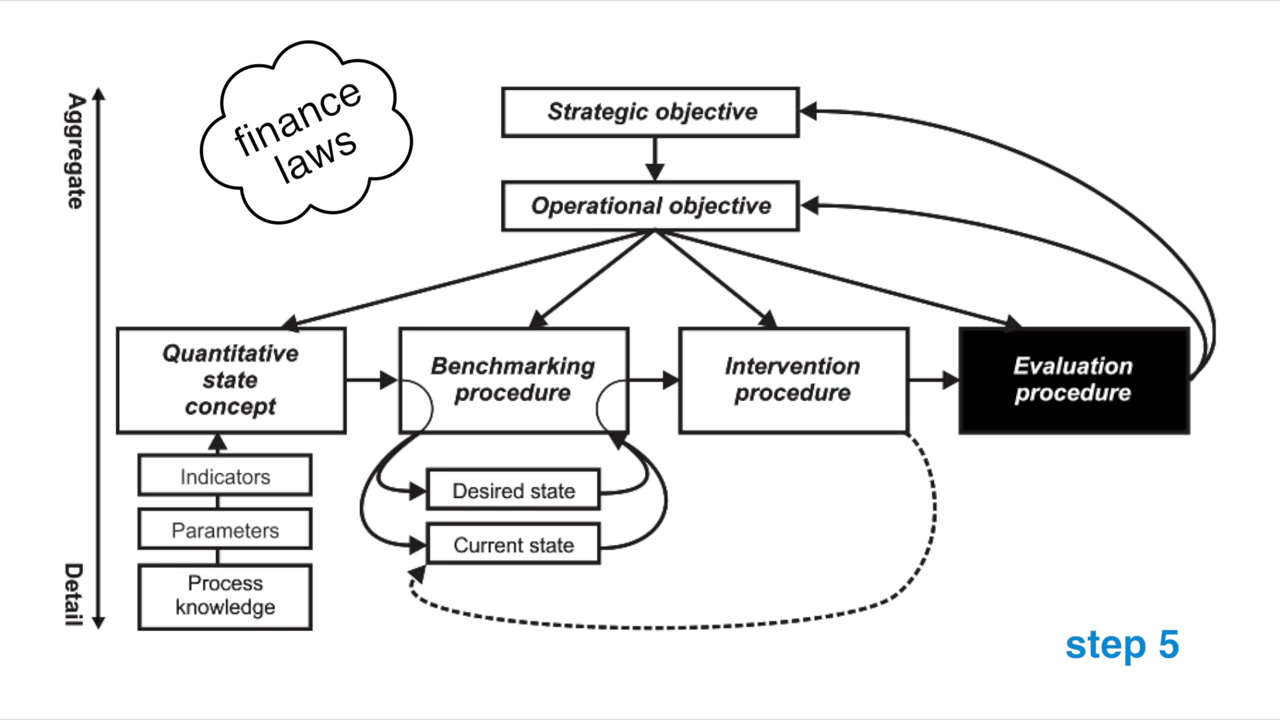 Aggregate
finance
laws
Strategic objective
Operational objective
Quantitative
state
concept
Benchmarking
procedure
Intervention
procedure
Evaluation
procedure
Indicators
Parameters
Process
knowledge
Desired state
Current state
Detail
step 5